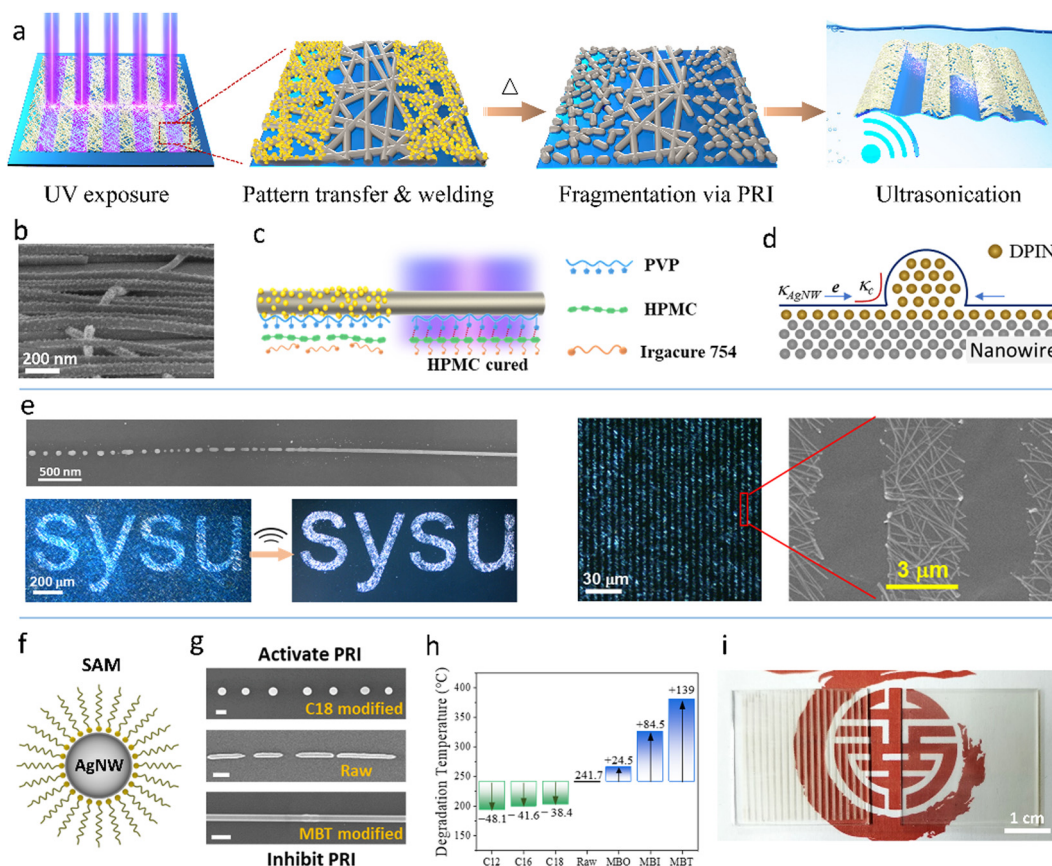 a
UV exposure
Pattern transfer & welding
△
Fragmentation via PRI
Ultrasonication
b
200 nm
c
PVP
HPMC
Irgacure 754
HPMC cured
d
DPIN
κAgNW
e
κc
Nanowire
e
500 nm
sysu
200 μm
sysu
30 μm
3 μm
f
SAM
AgNW
g
Activate PRI
C18 modified
Raw
MBT modified
Inhibit PRI
h
Degradation Temperature (°C)
400
350
300
250
200
150
−48.1
−41.6
−38.4
241.7
+24.5
+84.5
+139
C12 C16 C18 Raw MBO MBI MBT
i
1 cm